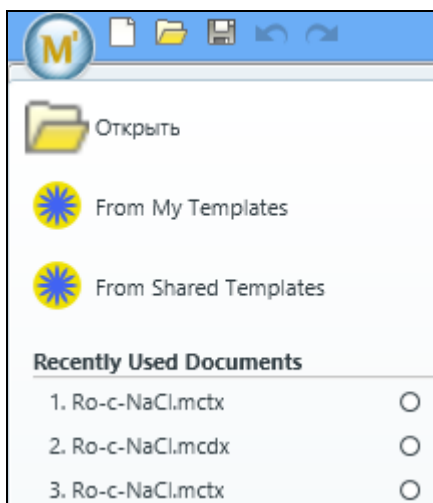 M'
Открыть
From My Templates
From Shared Templates
Recently Used Documents
1. Ro-c-NaCl.mctx
2. Ro-c-NaCl.mcdx
3. Ro-c-NaCl.mctx